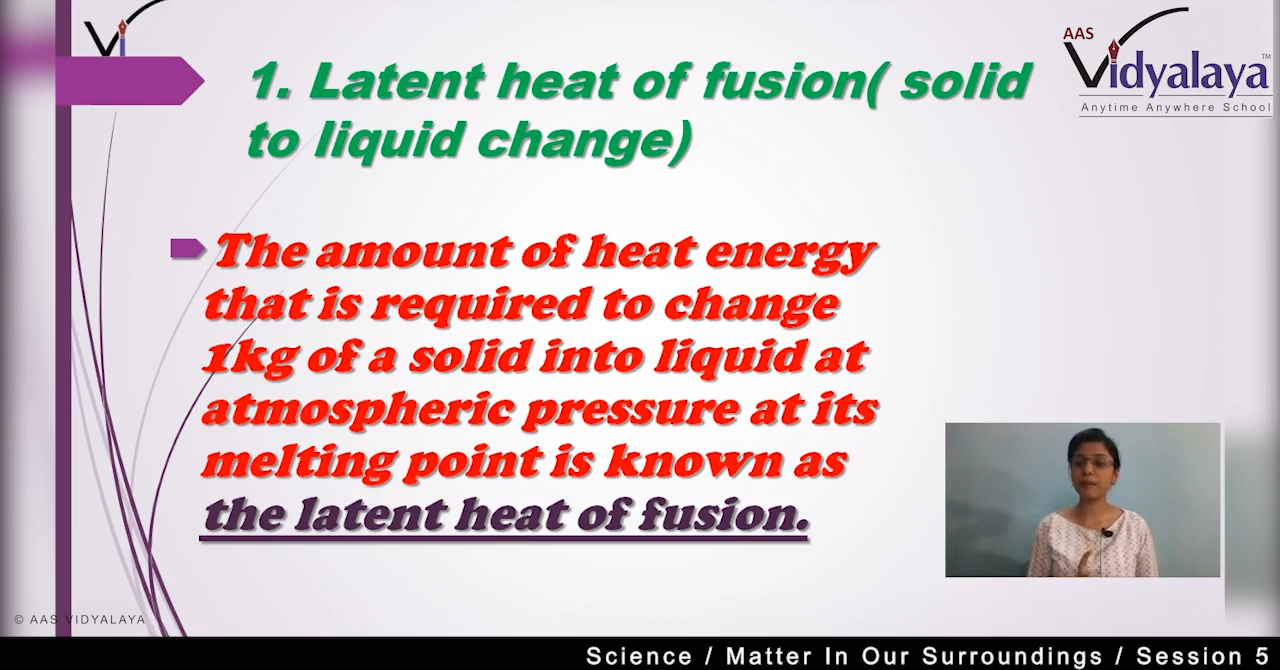 Vi
AAS
Vidyalaya™
Anytime Anywhere School
1. Latent heat of fusion( solid
to liquid change)
The amount of heat energy
that is required to change
1kg of a solid into liquid at
atmospheric pressure at its
melting point is known as
the latent heat of fusion.
© AAS VIDYALAYA
Science / Matter In Our Surroundings / Session 5